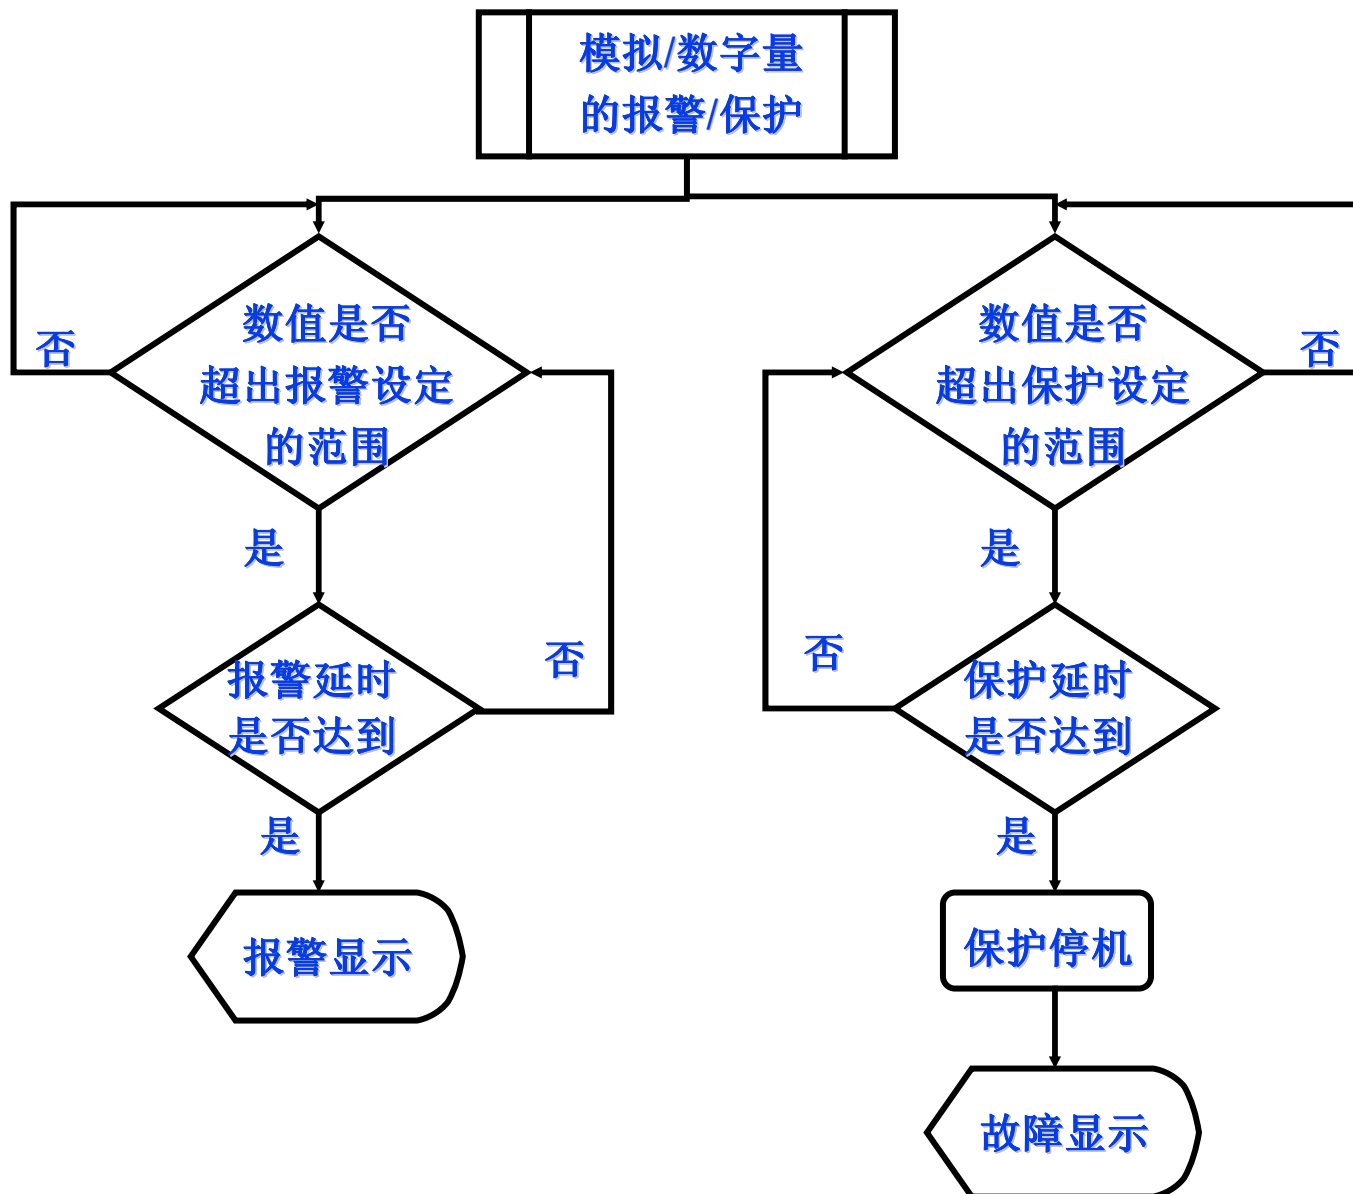 模拟/数字量
的报警/保护
数值是否
超出报警设定
的范围
否
是
报警延时
是否达到
否
是
报警显示
数值是否
超出保护设定
的范围
否
是
保护延时
是否达到
否
是
保护停机
故障显示